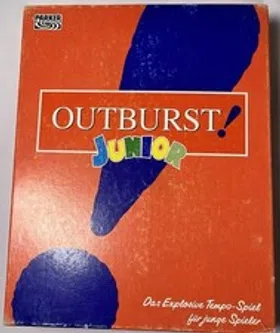 PARKER
OUTBURST!
JUNIOR
Das Explosive Tempo-Spiel
für junge Spieler